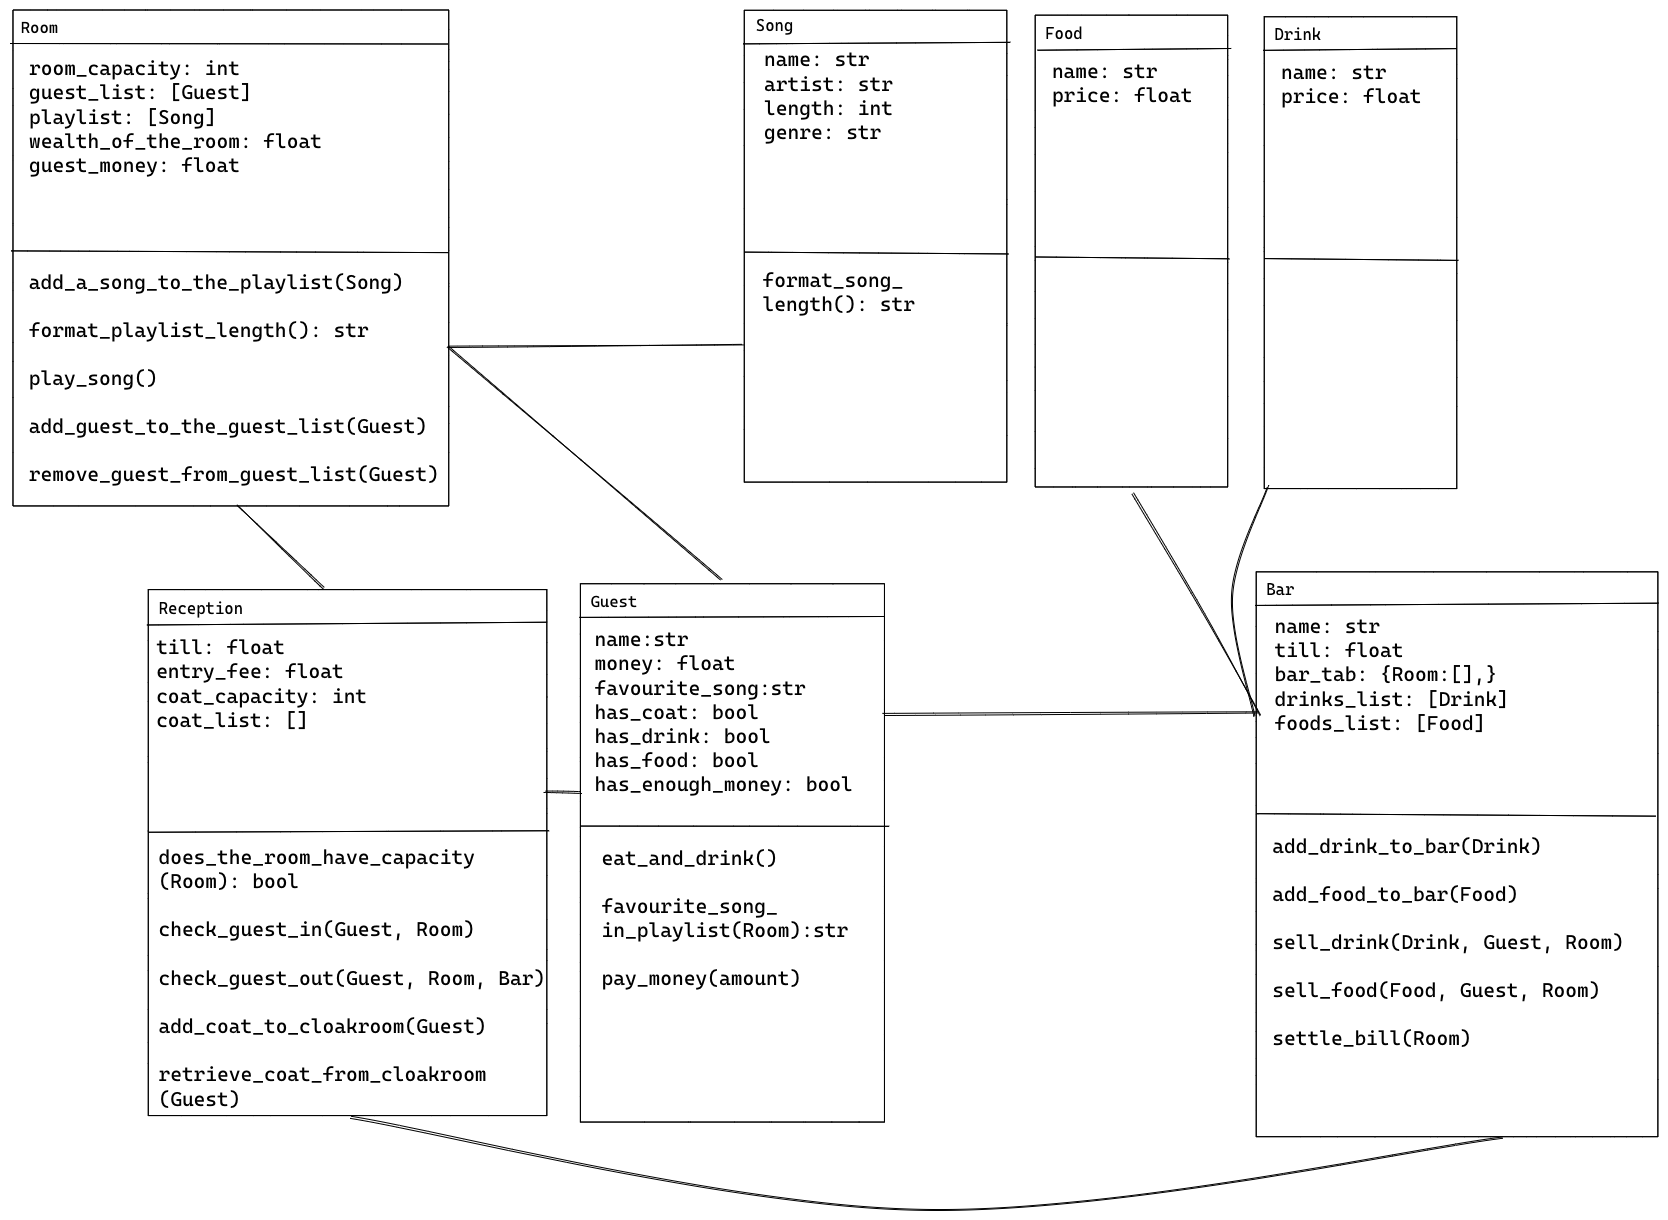 Room
room_capacity: int
guest_list: [Guest]
playlist: [Song]
wealth_of_the_room: float
guest_money: float
add_a_song_to_the_playlist(Song)
format_playlist_length(): str
play_song()
add_guest_to_the_guest_list(Guest)
remove_guest_from_guest_list(Guest)
Song
name: str
artist: str
length: int
genre: str
format_song_
length(): str
Food
name: str
price: float
Drink
name: str
price: float
Reception
till: float
entry_fee: float
coat_capacity: int
coat_list: []
does_the_room_have_capacity
(Room): bool
check_guest_in(Guest, Room)
check_guest_out(Guest, Room, Bar)
add_coat_to_cloakroom(Guest)
retrieve_coat_from_cloakroom
(Guest)
Guest
name:str
money: float
favourite_song:str
has_coat: bool
has_drink: bool
has_food: bool
has_enough_money: bool
eat_and_drink()
favourite_song_
in_playlist(Room):str
pay_money(amount)
Bar
name: str
till: float
bar_tab: {Room:[],}
drinks_list: [Drink]
foods_list: [Food]
add_drink_to_bar(Drink)
add_food_to_bar(Food)
sell_drink(Drink, Guest, Room)
sell_food(Food, Guest, Room)
settle_bill(Room)